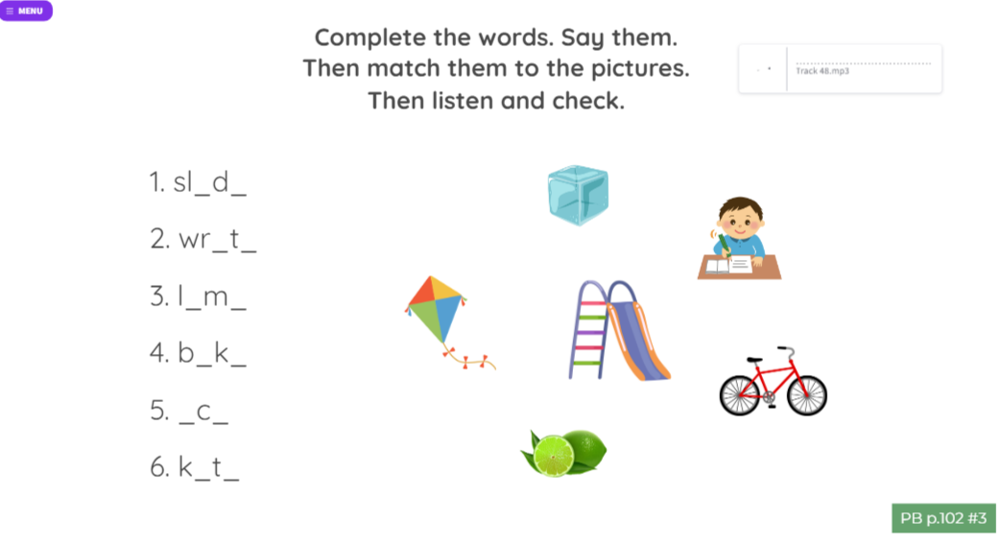 MENU
Complete the words. Say them.
Then match them to the pictures.
Then listen and check.
Track 48.mp3
1. sl_d_
2. wr_t_
3. l_m_
4. b_k_
5. _c_
6. k_t_
PB p.102 #3